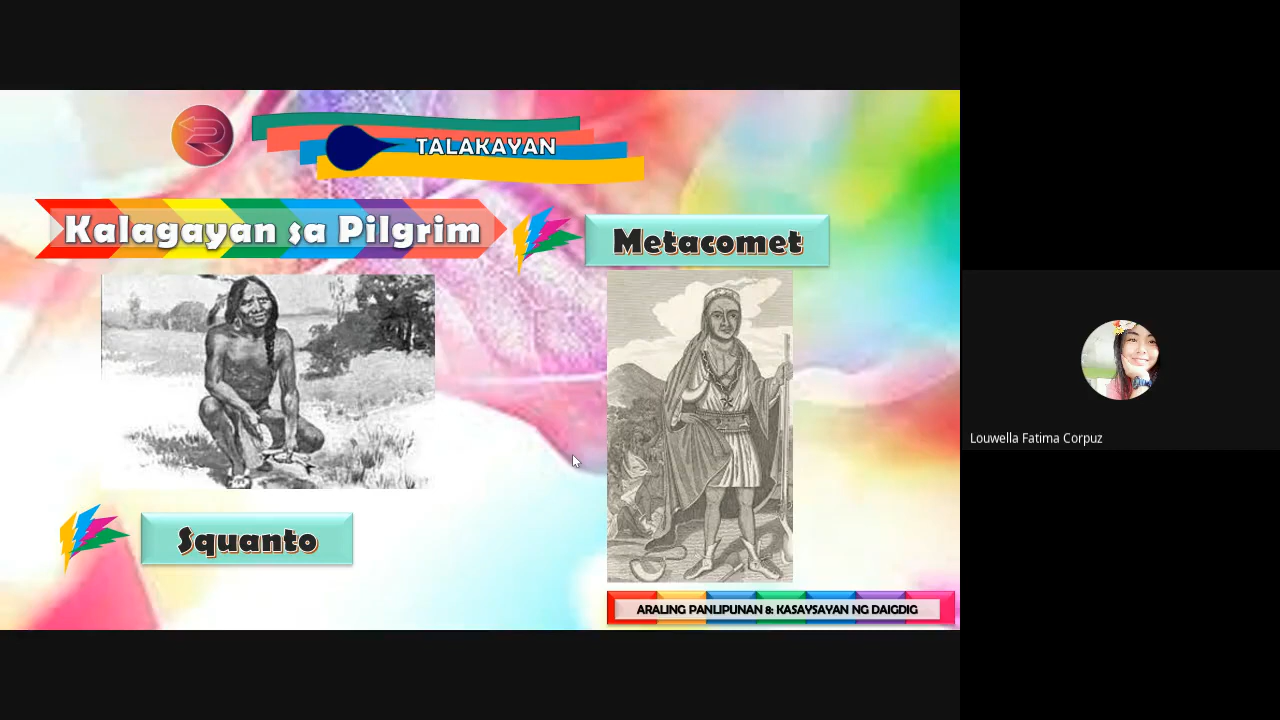 TALAKAYAN
Kalagayan sa Pilgrim
Metacomet
Squanto
ARALING PANLIPUNAN 8: KASAYSAYAN NG DAIGDIG
Louwella Fatima Corpuz